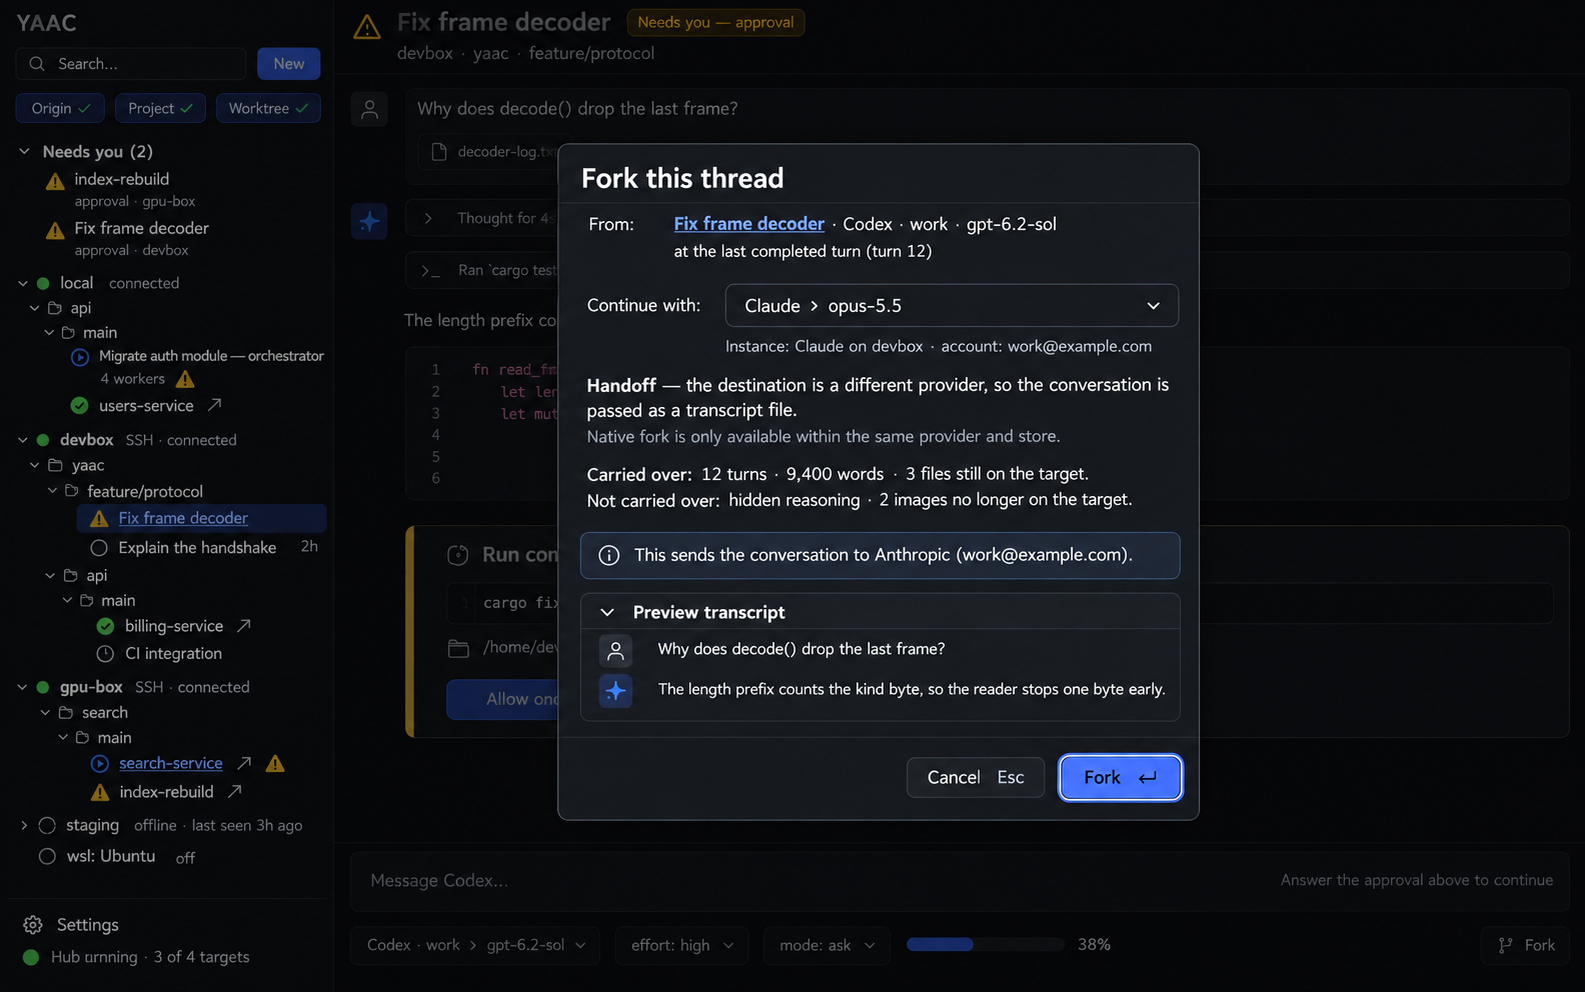 YAAC
Search...
New
Origin
Project
Worktree
Needs you (2)
index-rebuild
approval · gpu-box
Fix frame decoder
approval · devbox
local connected
api
main
Migrate auth module — orchestrator
4 workers
users-service
devbox SSH · connected
yaac
feature/protocol
Fix frame decoder
Explain the handshake 2h
api
main
billing-service
CI integration
gpu-box SSH · connected
search
main
search-service
index-rebuild
staging offline · last seen 3h ago
wsl: Ubuntu off
Settings
Hub urnning · 3 of 4 targets
Fix frame decoder
Needs you — approval
devbox · yaac · feature/protocol
Why does decode() drop the last frame?
decoder-log.txt
Thought for 4s
>_ Ran `cargo test
The length prefix co
1 fn read_fm
2 let len
3 let mut
4
5
6
Run con
cargo fix
/home/dev
Allow onc
Fork this thread
From: Fix frame decoder · Codex · work · gpt-6.2-sol
at the last completed turn (turn 12)
Continue with: Claude > opus-5.5
Instance: Claude on devbox · account: work@example.com
Handoff — the destination is a different provider, so the conversation is
passed as a transcript file.
Native fork is only available within the same provider and store.
Carried over: 12 turns · 9,400 words · 3 files still on the target.
Not carried over: hidden reasoning · 2 images no longer on the target.
This sends the conversation to Anthropic (work@example.com).
Preview transcript
Why does decode() drop the last frame?
The length prefix counts the kind byte, so the reader stops one byte early.
Cancel Esc
Fork ↵
Message Codex...
Answer the approval above to continue
Codex · work > gpt-6.2-sol
effort: high
mode: ask
38%
Fork